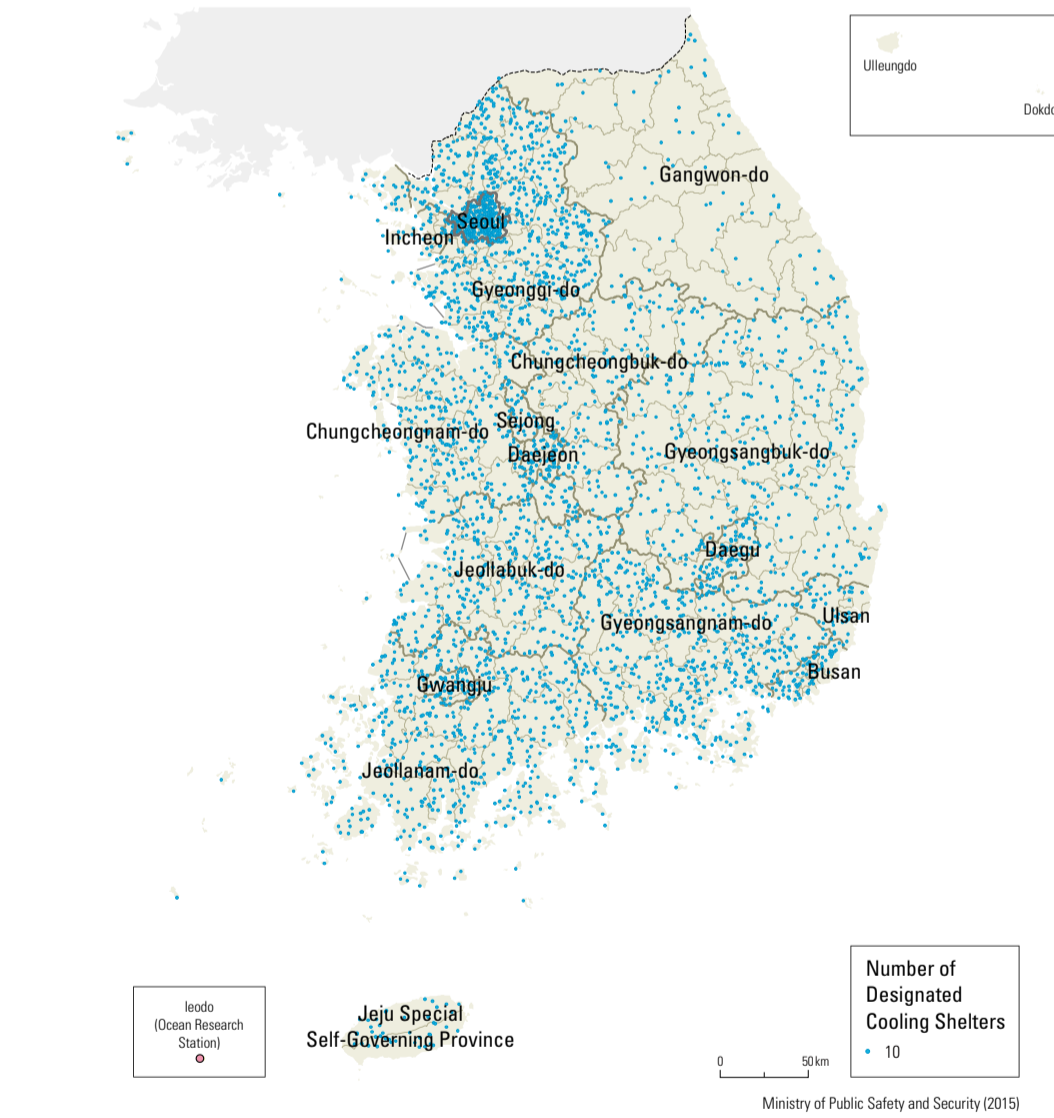 Ulleungdo
Dokdo
Gangwon-do
Seoul
Incheon
Gyeonggi-do
Chungcheongbuk-do
Sejong
Chungcheongnam-do
Daejeon
Gyeongsangbuk-do
Daegu
Jeollabuk-do
Ulsan
Gyeongsangnam-do
Busan
Gwangju
Jeollanam-do
Number of
Designated
Cooling Shelters
10
Ieodo
(Ocean Research
Station)
Jeju Special
Self-Governing Province
0 50 km
Ministry of Public Safety and Security (2015)